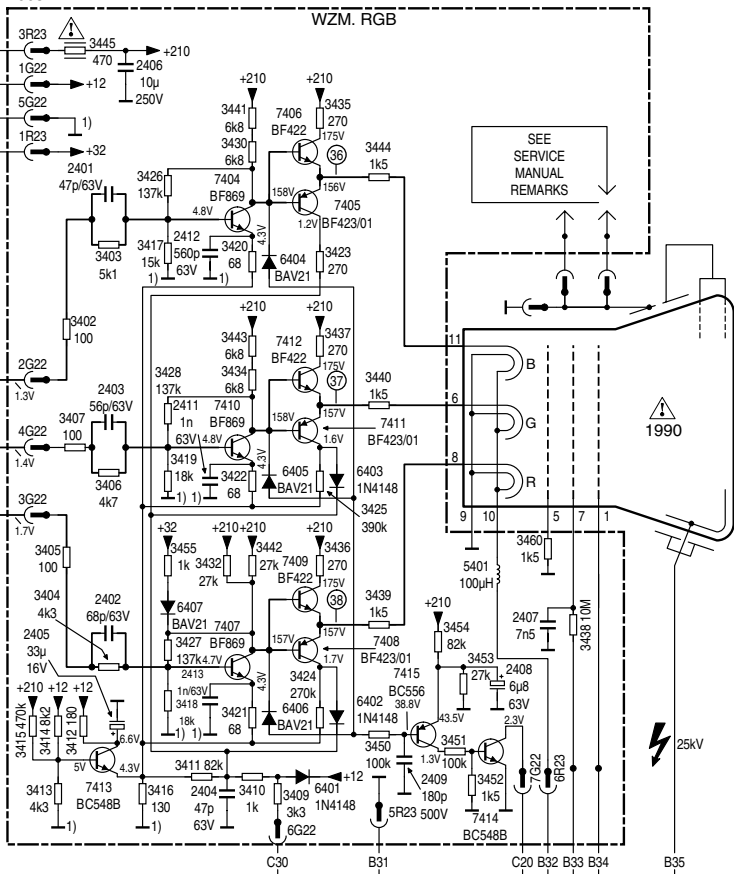 WZM. RGB
3R23
3445
470
+210
2406
10µ
250V
1G22
+12
5G22
1)
1R23
+32
2401
47p/63V
3403
5k1
3402
100
2G22
1.3V
3426
137k
3417
15k
1)
4.8V
2412
560p
63V
1)
7404
BF869
4.3V
3420
68
+210
3441
6k8
3430
6k8
7406
BF422
158V
6404
BAV21
+210
3435
270
175V
36
156V
7405
BF423/01
1.2V
3423
270
3444
1k5
SEE
SERVICE
MANUAL
REMARKS
11
B
6
G
8
R
9
10
5
7
1
1990
2403
56p/63V
4G22
1.4V
3407
100
3406
4k7
3428
137k
2411
1n
63V
3419
18k
1)
1)
4.8V
7410
BF869
4.3V
3422
68
+210
3443
6k8
3434
6k8
7412
BF422
158V
6405
BAV21
+210
3437
270
175V
37
157V
7411
BF423/01
1.6V
6403
1N4148
3425
390k
3440
1k5
3G22
1.7V
3405
100
3404
4k3
2402
68p/63V
2405
33µ
16V
+32
3455
1k
6407
BAV21
3427
137k
4.7V
2413
1n/63V
3418
18k
1)
1)
+210
+210
3432
27k
3442
27k
7407
BF869
4.3V
3421
68
7409
BF422
157V
6406
BAV21
+210
3436
270
175V
38
157V
7408
BF423/01
1.7V
3424
270k
6402
1N4148
3439
1k5
+210
3454
82k
7415
BC556
38.8V
3450
100k
43.5V
1.3V
3453
27k
2408
6µ8
63V
3451
100k
2.3V
2409
180p
500V
3452
1k5
7414
BC548B
5401
100µH
3460
1k5
2407
7n5
3438 10M
25kV
+210
+12
+12
3415 470k
3414 8k2
3412 180
6.6V
5V
4.3V
3413
4k3
1)
7413
BC548B
3416
130
1)
3411 82k
2404
47p
63V
3410
1k
3409
3k3
6G22
6401
1N4148
+12
5R23
7G22
6R23
C30
B31
C20
B32
B33
B34
B35